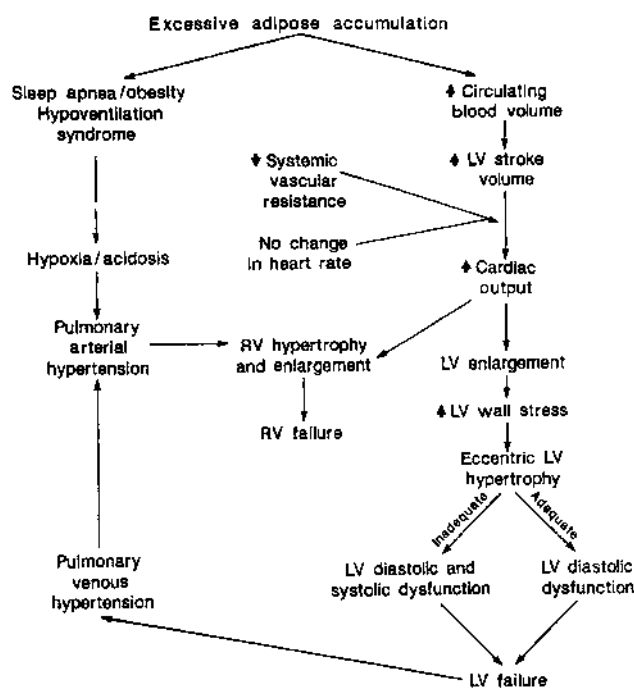 Excessive adipose accumulation
Sleep apnea/obesity
Hypoventilation
syndrome
↑ Circulating
blood volume
↑ LV stroke
volume
↓ Systemic
vascular
resistance
No change
in heart rate
Hypoxia/acidosis
↑ Cardiac
output
Pulmonary
arterial
hypertension
RV hypertrophy
and enlargement
LV enlargement
RV failure
↑ LV wall stress
Eccentric LV
hypertrophy
Inadequate
Adequate
Pulmonary
venous
hypertension
LV diastolic and
systolic dysfunction
LV diastolic
dysfunction
LV failure